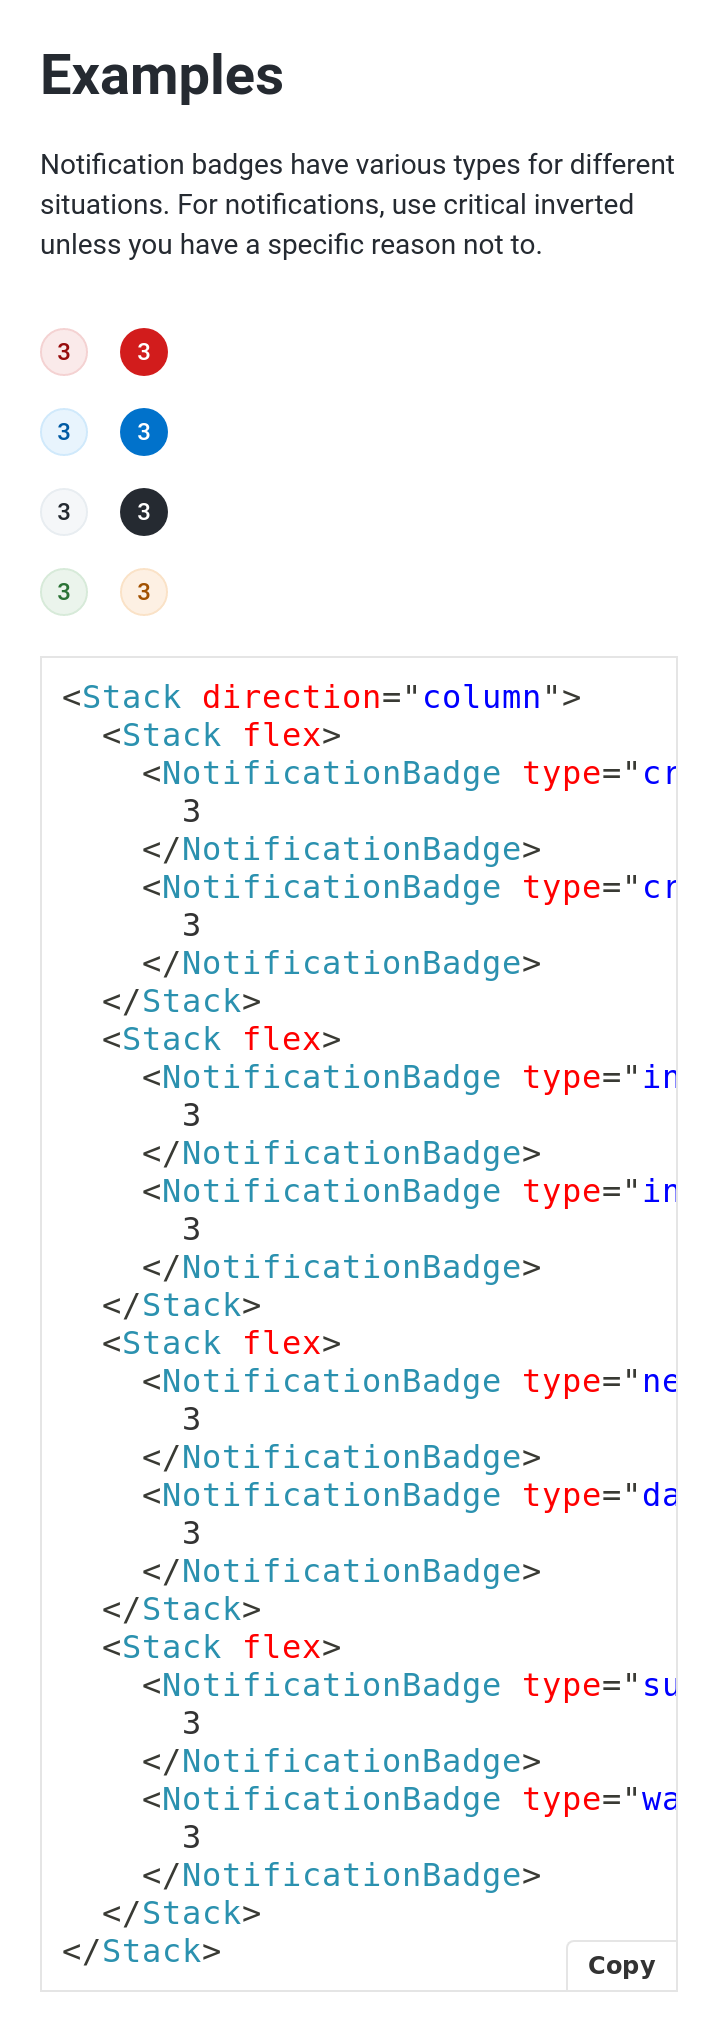 Examples
Notification badges have various types for different
situations. For notifications, use critical inverted
unless you have a specific reason not to.
3 3
3 3
3 3
3 3
<Stack direction="column">
  <Stack flex>
    <NotificationBadge type="cr
      3
    </NotificationBadge>
    <NotificationBadge type="cr
      3
    </NotificationBadge>
  </Stack>
  <Stack flex>
    <NotificationBadge type="in
      3
    </NotificationBadge>
    <NotificationBadge type="in
      3
    </NotificationBadge>
  </Stack>
  <Stack flex>
    <NotificationBadge type="ne
      3
    </NotificationBadge>
    <NotificationBadge type="da
      3
    </NotificationBadge>
  </Stack>
  <Stack flex>
    <NotificationBadge type="su
      3
    </NotificationBadge>
    <NotificationBadge type="wa
      3
    </NotificationBadge>
  </Stack>
</Stack>
Copy